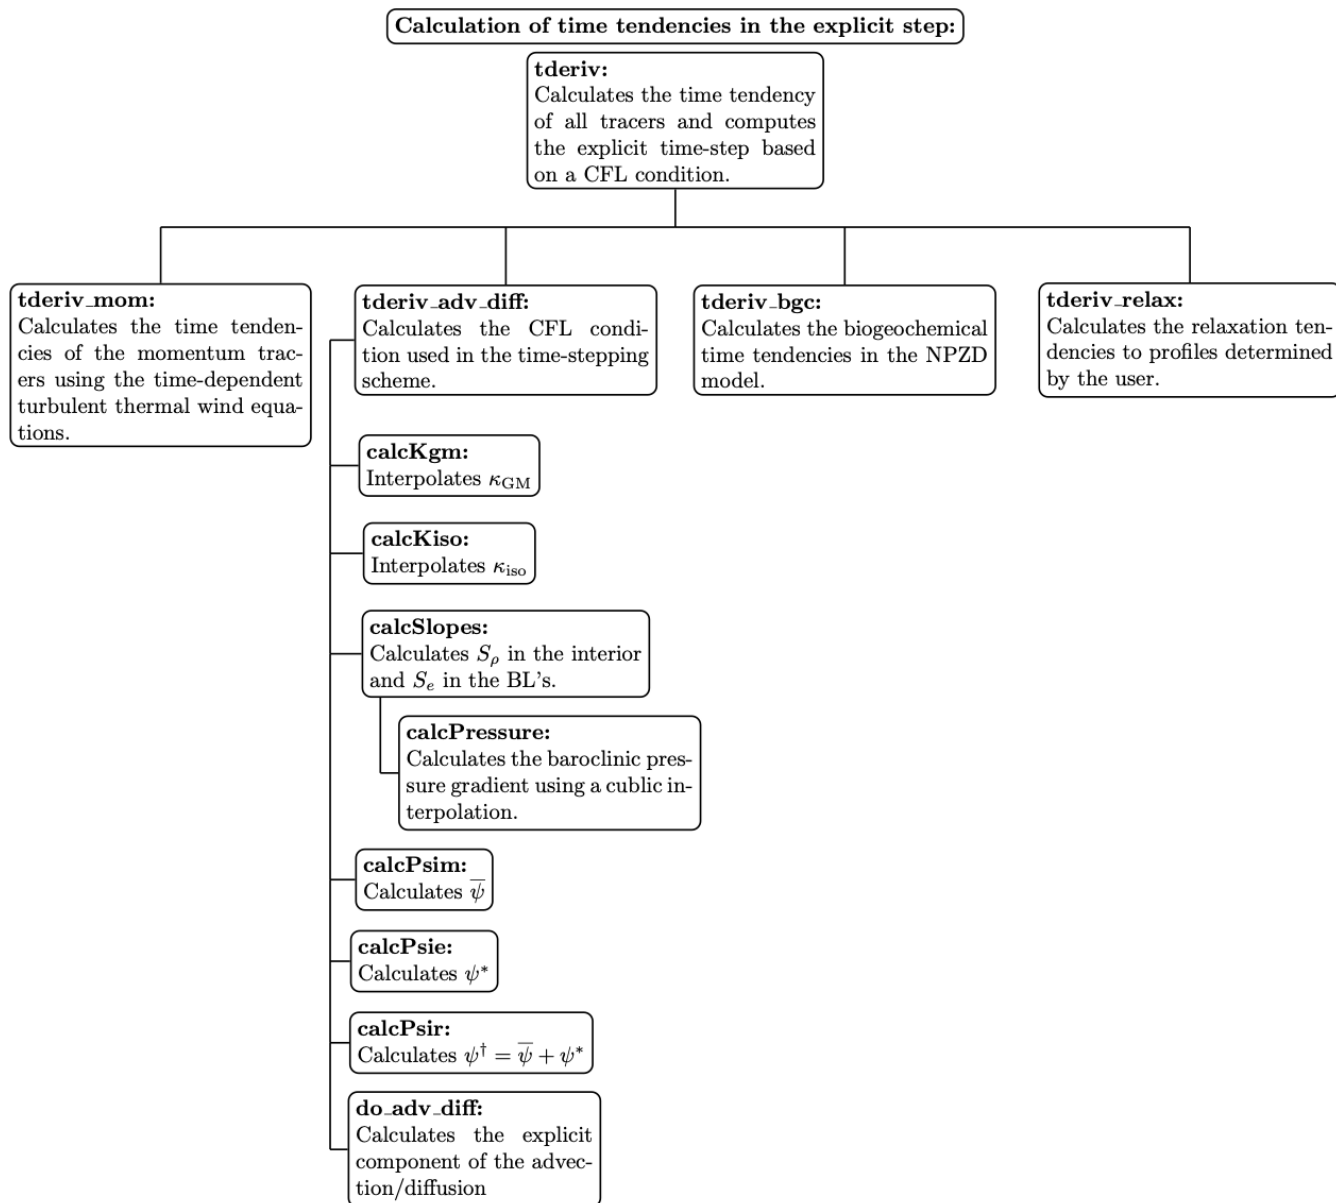 Calculation of time tendencies in the explicit step:
tderiv:
Calculates the time tendency
of all tracers and computes
the explicit time-step based
on a CFL condition.
tderiv_mom:
Calculates the time tenden-
cies of the momentum trac-
ers using the time-dependent
turbulent thermal wind equa-
tions.
tderiv_adv_diff:
Calculates the CFL condi-
tion used in the time-stepping
scheme.
tderiv_bgc:
Calculates the biogeochemical
time tendencies in the NPZD
model.
tderiv_relax:
Calculates the relaxation ten-
dencies to profiles determined
by the user.
calcKgm:
Interpolates κ_GM
calcKiso:
Interpolates κ_iso
calcSlopes:
Calculates S_ρ in the interior
and S_e in the BL's.
calcPressure:
Calculates the baroclinic pres-
sure gradient using a cublic in-
terpolation.
calcPsim:
Calculates ψ̅
calcPsie:
Calculates ψ*
calcPsir:
Calculates ψ† = ψ̅ + ψ*
do_adv_diff:
Calculates the explicit
component of the advec-
tion/diffusion